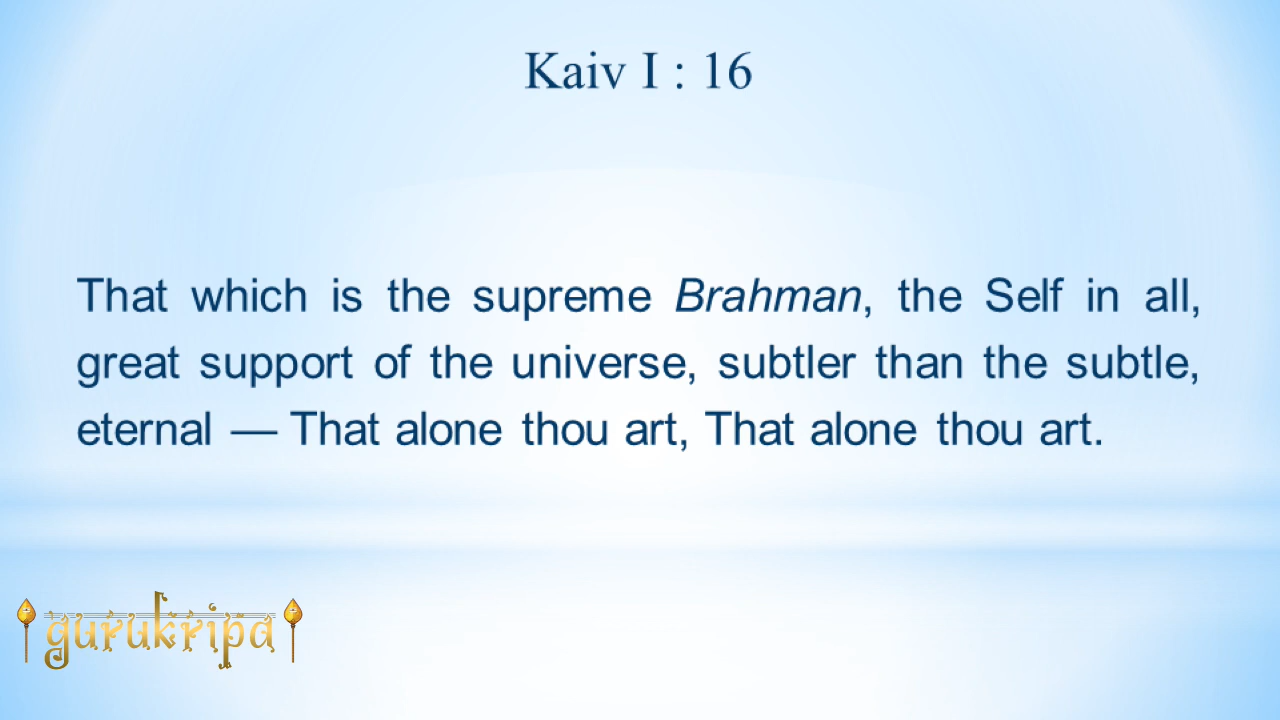 Kaiv I : 16
That which is the supreme Brahman, the Self in all,
great support of the universe, subtler than the subtle,
eternal — That alone thou art, That alone thou art.
gurukripa